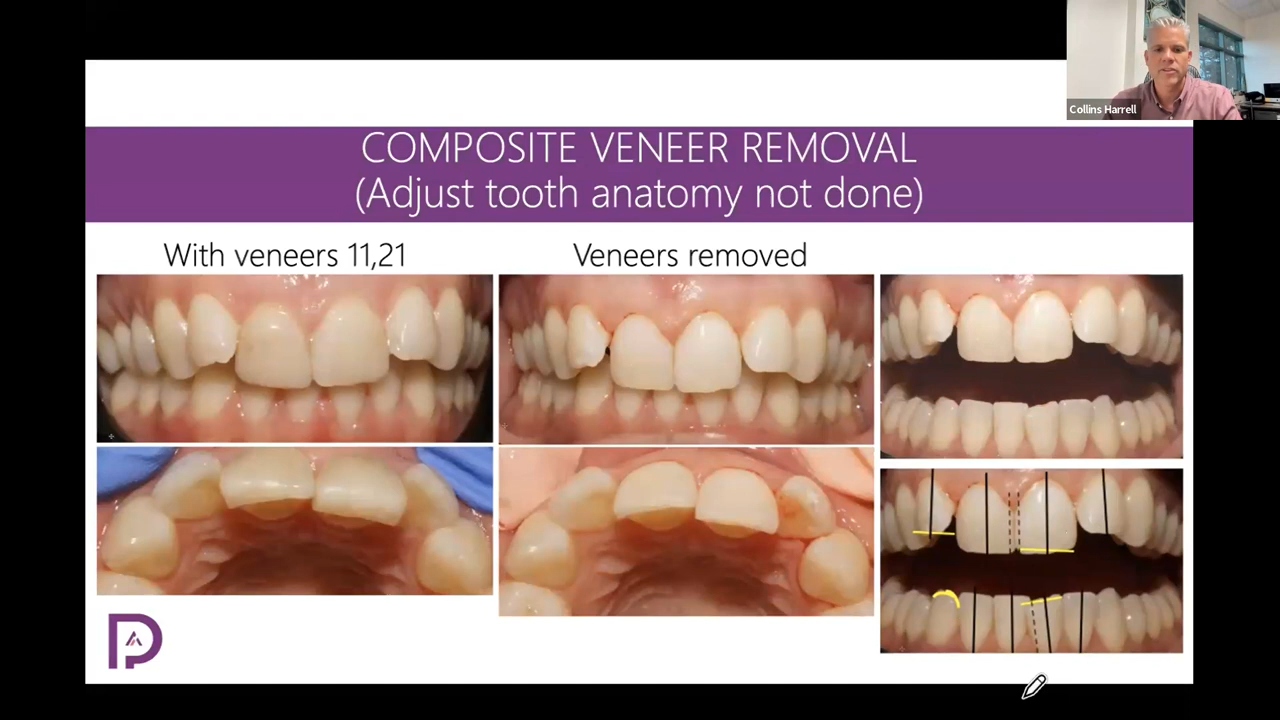 Collins Harrell
COMPOSITE VENEER REMOVAL
(Adjust tooth anatomy not done)
With veneers 11,21
Veneers removed